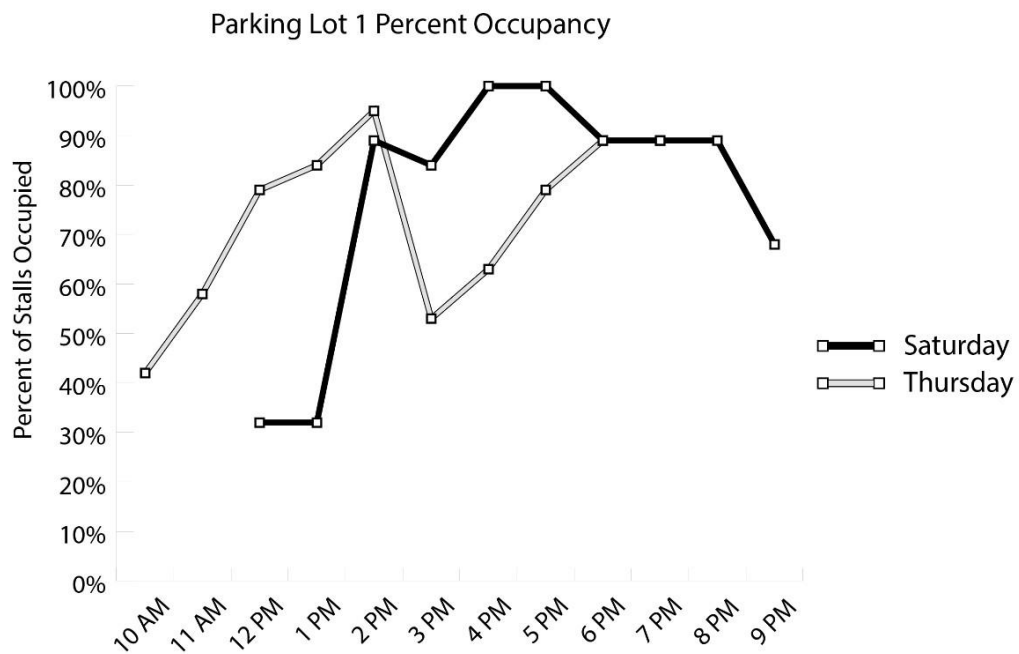 Parking Lot 1 Percent Occupancy
Percent of Stalls Occupied
100%
90%
80%
70%
60%
50%
40%
30%
20%
10%
0%
10 AM
11 AM
12 PM
1 PM
2 PM
3 PM
4 PM
5 PM
6 PM
7 PM
8 PM
9 PM
Saturday
Thursday